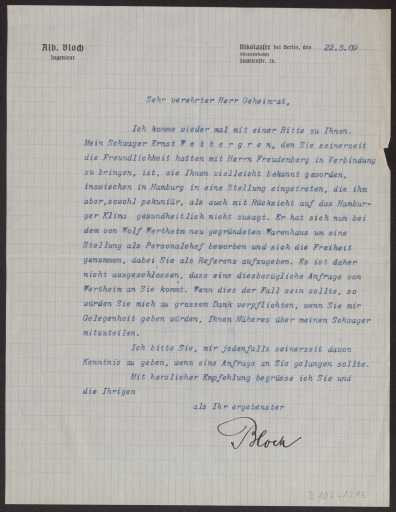 Alb. Bloch
Ingenieur
Nikolassee bei Berlin, den 22.5.09
Sehr verehrter Herr Geheimrat,
Ich komme wieder mal mit einer Bitte zu Ihnen.
Mein Schwager Ernst W e t t e r g r e n, den Sie seinerzeit
die Freundlichkeit hatten mit Herrn Freudenberg in Verbindung
zu bringen, ist, wie Ihnen vielleicht bekannt geworden,
inzwischen in Hamburg in eine Stellung eingetreten, die ihm
aber, sowohl pekuniär, als auch mit Rücksicht auf das Hambur-
ger Klima gesundheitlich nicht zusagt. Er hat sich nun bei
dem von Wolf Wertheim neu gegründeten Warenhaus um eine
Stellung als Personalchef beworben und sich die Freiheit
genommen, dabei Sie als Referenz aufzugeben. Es ist daher
nicht ausgeschlossen, dass eine diesbezügliche Anfrage von
Wertheim an Sie kommt. Wenn dies der Fall sein sollte, so
würden Sie mich zu grossem Dank verpflichten, wenn Sie mir
Gelegenheit geben würden, Ihnen Näheres über meinen Schwager
mitzuteilen.
Ich bitte Sie, mir jedenfalls seinerzeit davon
Kenntnis zu geben, wenn eine Anfrage an Sie gelangen sollte.
Mit herzlicher Empfehlung begrüsse ich Sie und
die Ihrigen
als Ihr ergebenster
Bloch